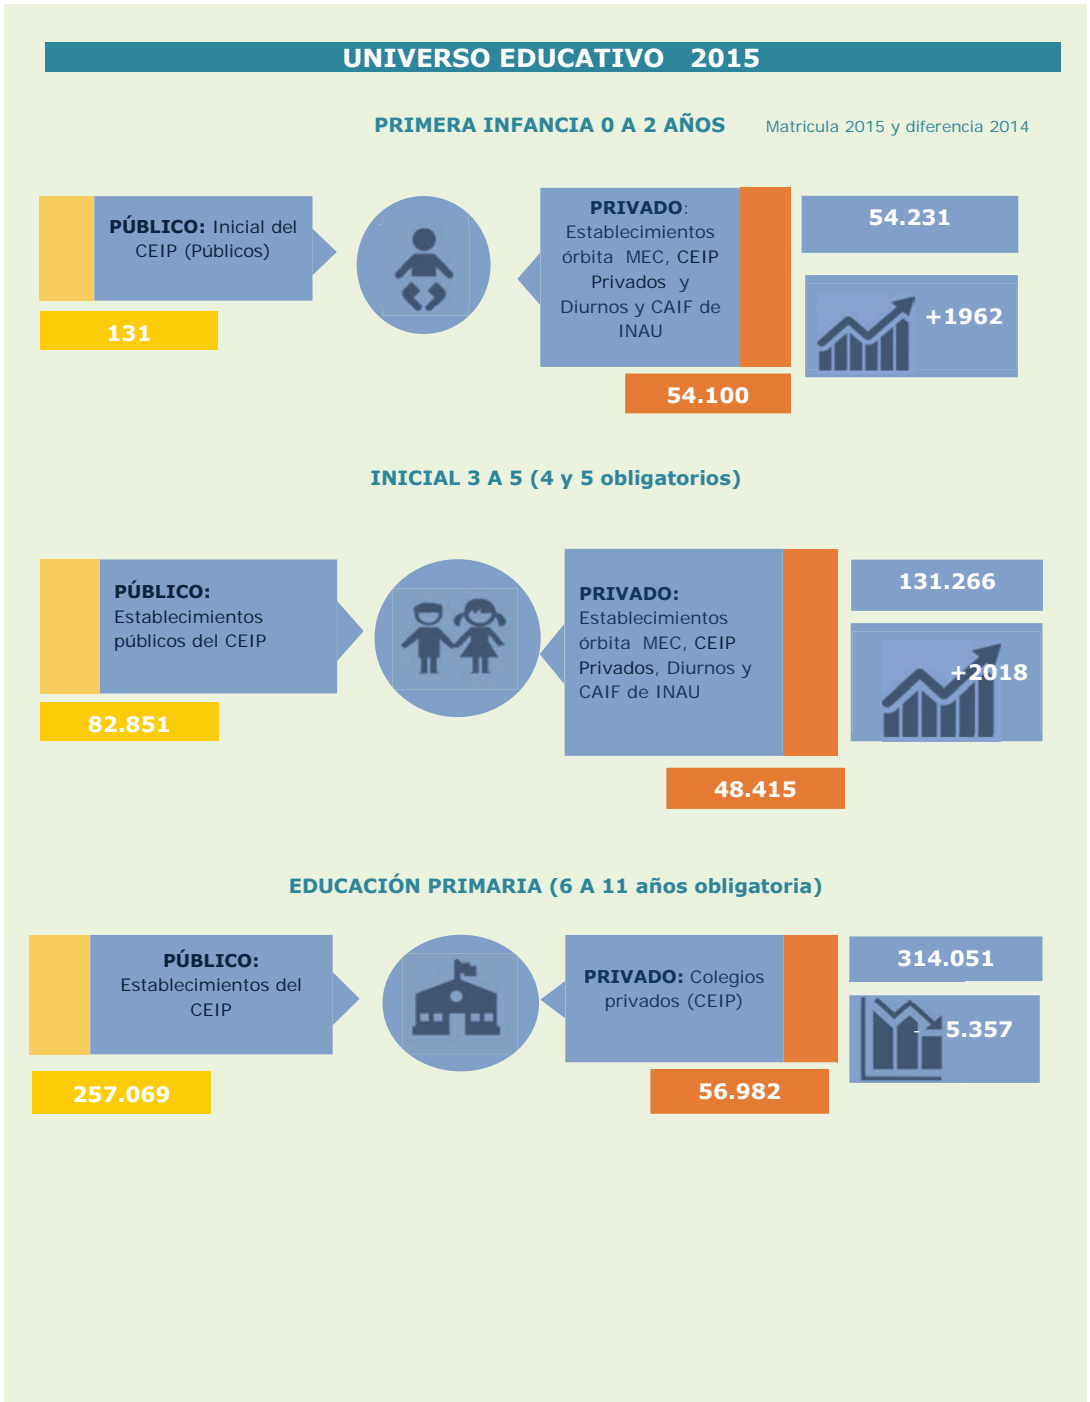 UNIVERSO EDUCATIVO 2015
PRIMERA INFANCIA 0 A 2 AÑOS
Matricula 2015 y diferencia 2014
PÚBLICO: Inicial del
CEIP (Públicos)
131
PRIVADO:
Establecimientos
órbita MEC, CEIP
Privados y
Diurnos y CAIF de
INAU
54.100
54.231
+1962
INICIAL 3 A 5 (4 y 5 obligatorios)
PÚBLICO:
Establecimientos
públicos del CEIP
82.851
PRIVADO:
Establecimientos
órbita MEC, CEIP
Privados, Diurnos y
CAIF de INAU
48.415
131.266
+2018
EDUCACIÓN PRIMARIA (6 A 11 años obligatoria)
PÚBLICO:
Establecimientos del
CEIP
257.069
PRIVADO: Colegios
privados (CEIP)
56.982
314.051
- 5.357